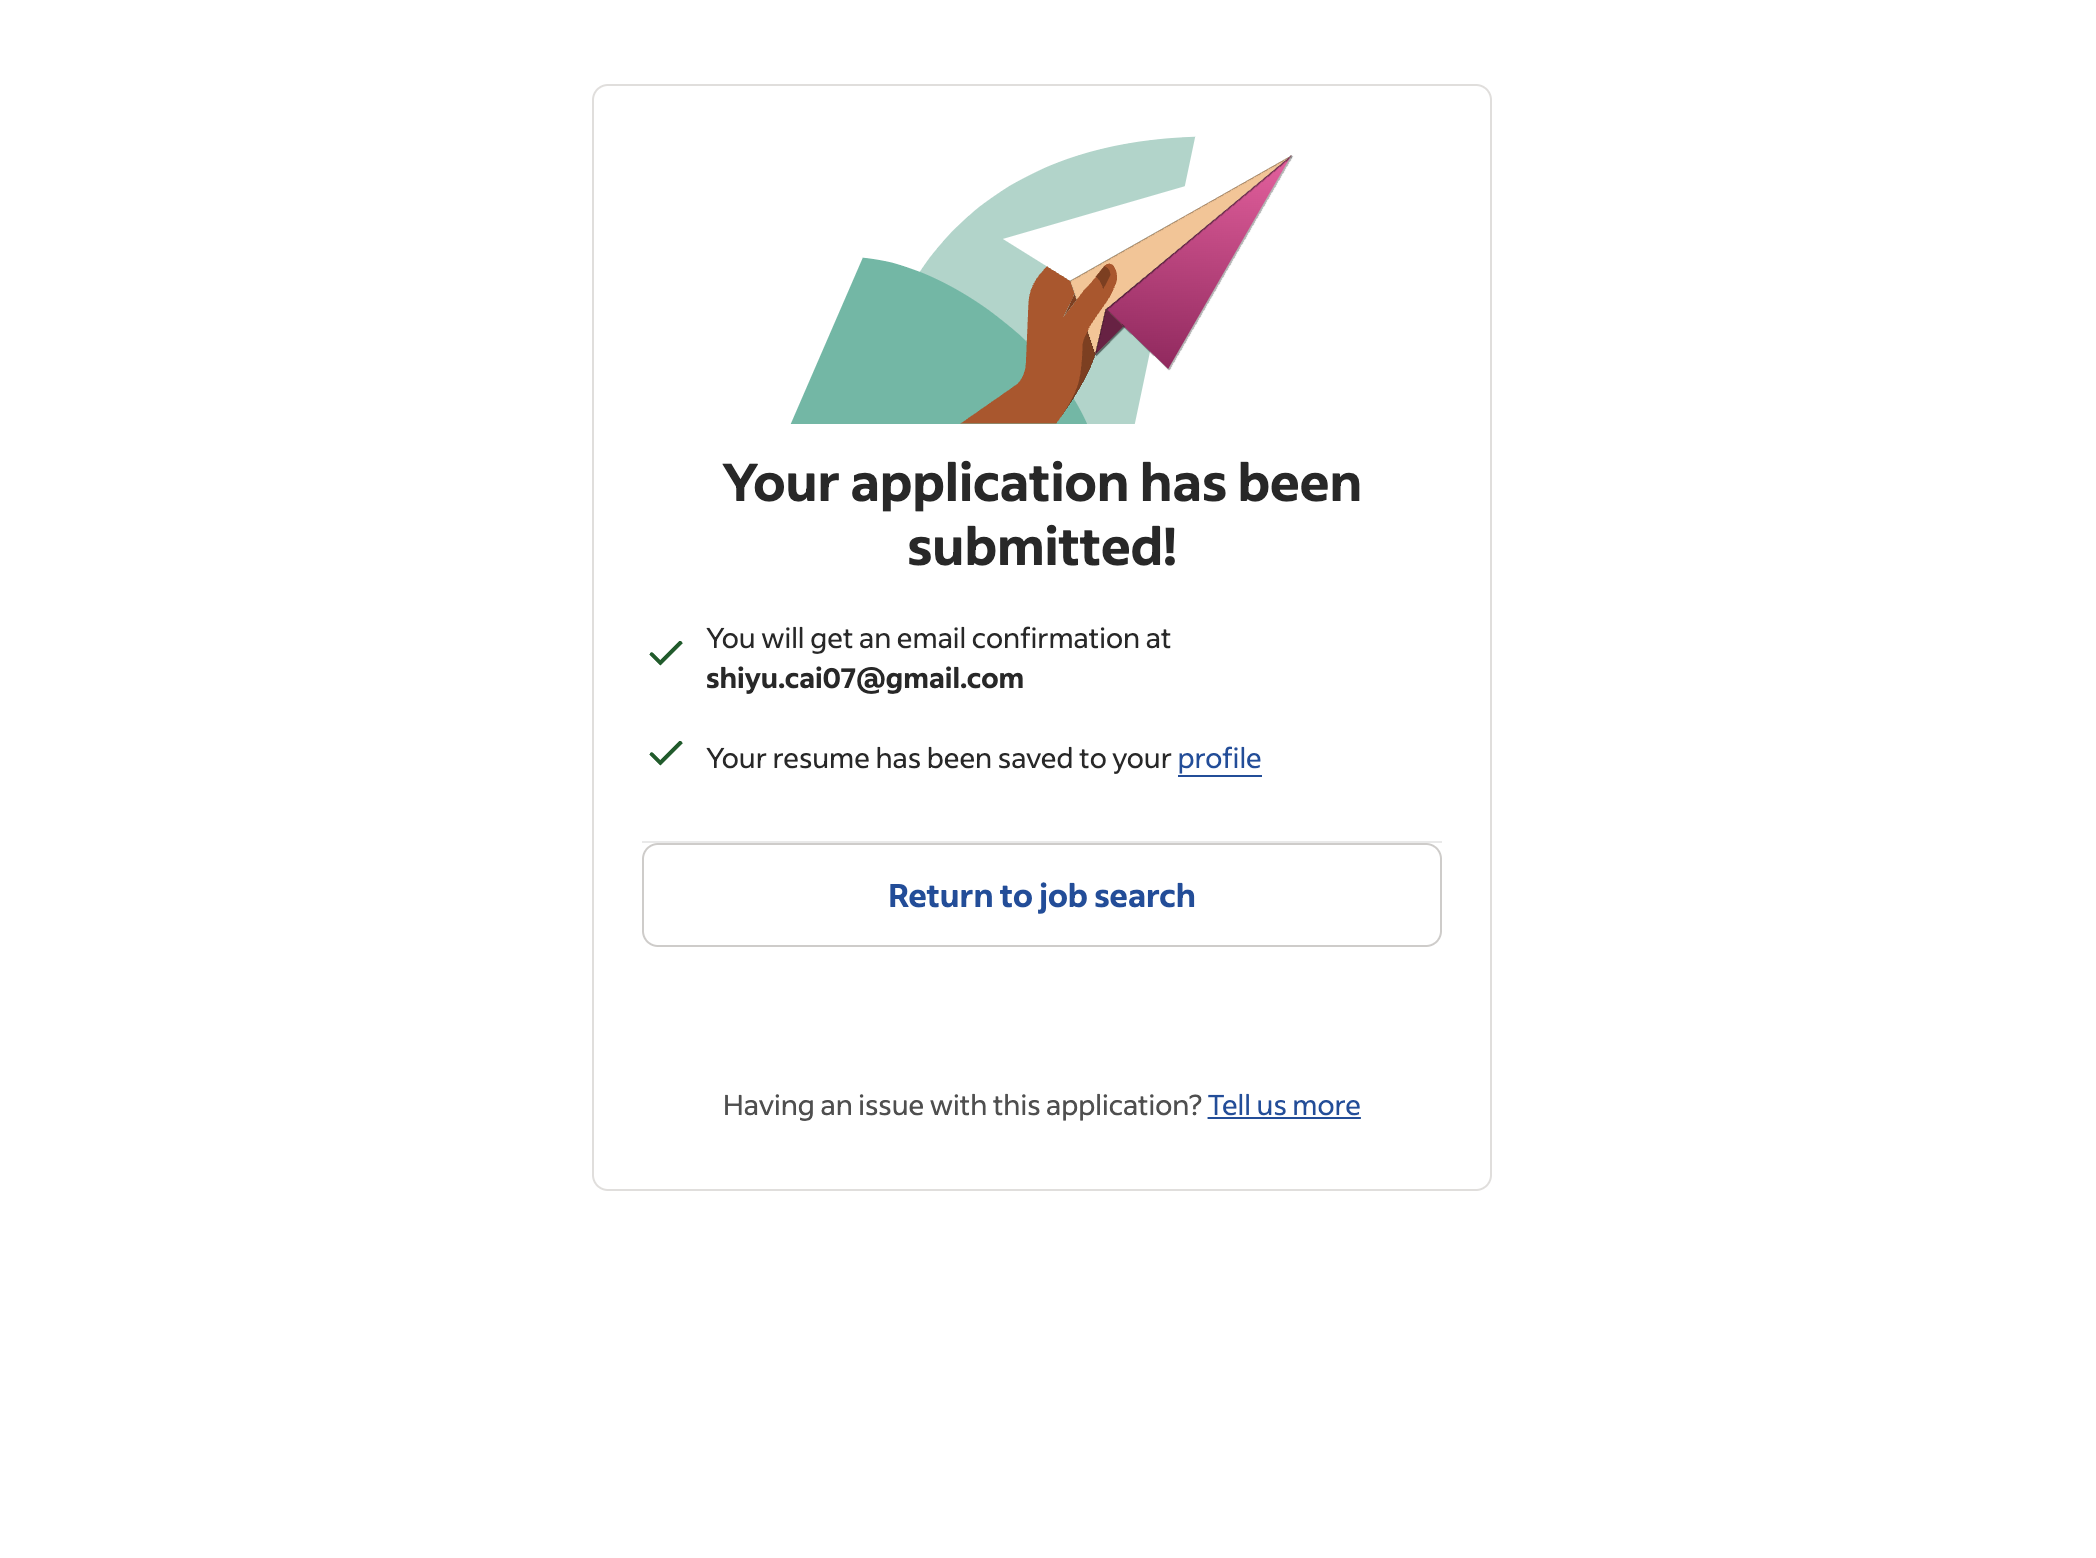 Your application has been
submitted!
You will get an email confirmation at
shiyu.cai07@gmail.com
Your resume has been saved to your profile
Return to job search
Having an issue with this application? Tell us more